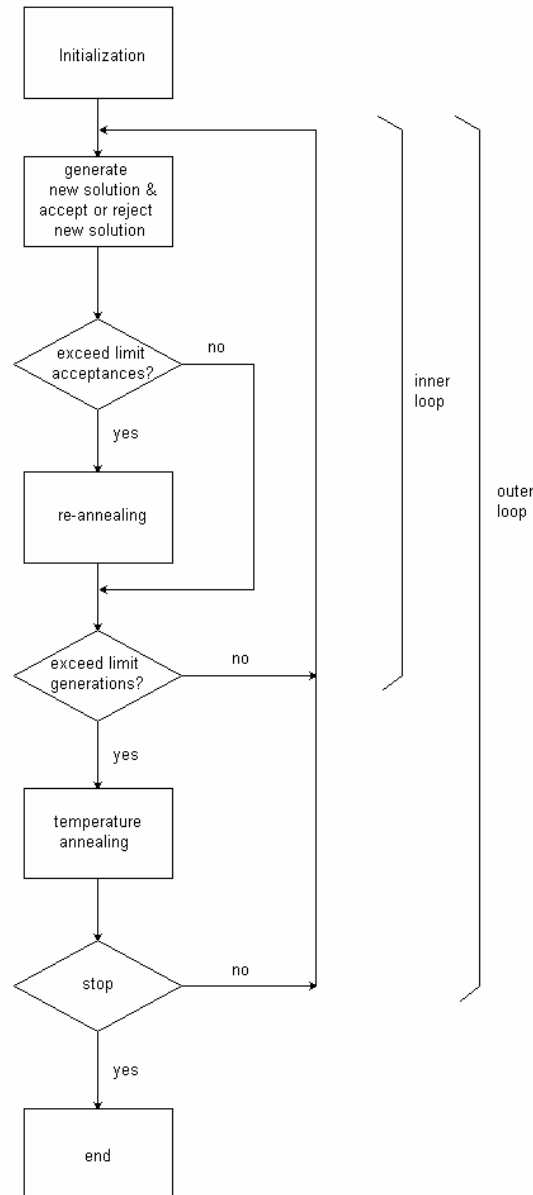 Initialization
generate
new solution &
accept or reject
new solution
exceed limit
acceptances?
no
yes
inner
loop
re-annealing
outer
loop
exceed limit
generations?
no
yes
temperature
annealing
stop
no
yes
end